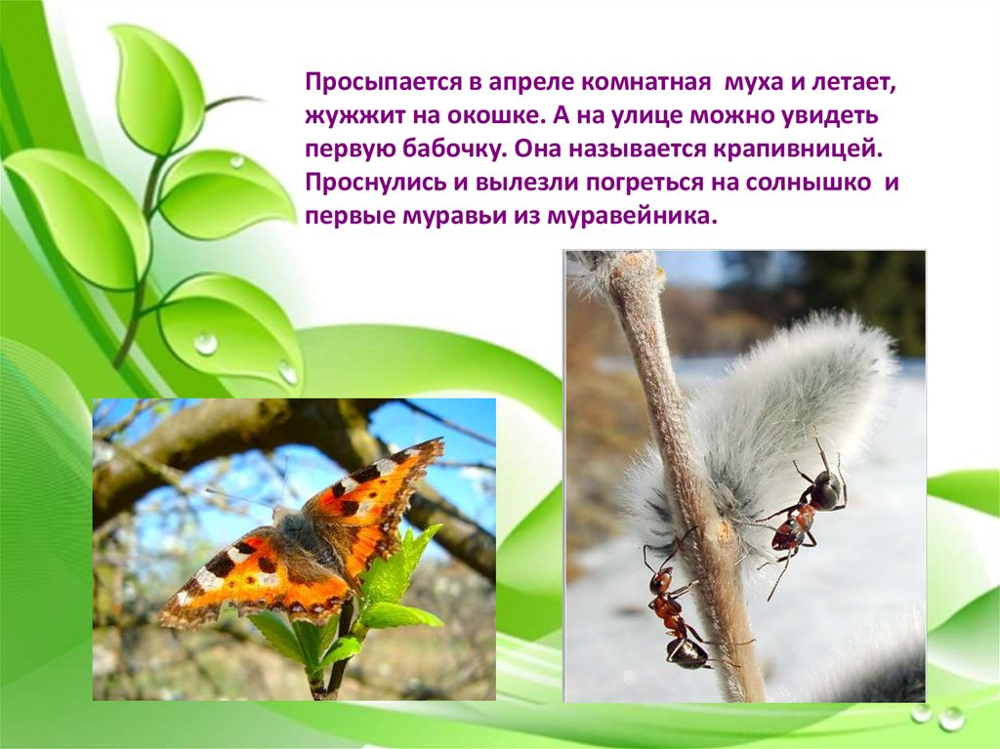 Просыпается в апреле комнатная  муха и летает,
жужжит на окошке. А на улице можно увидеть
первую бабочку. Она называется крапивницей.
Проснулись и вылезли погреться на солнышко  и
первые муравьи из муравейника.